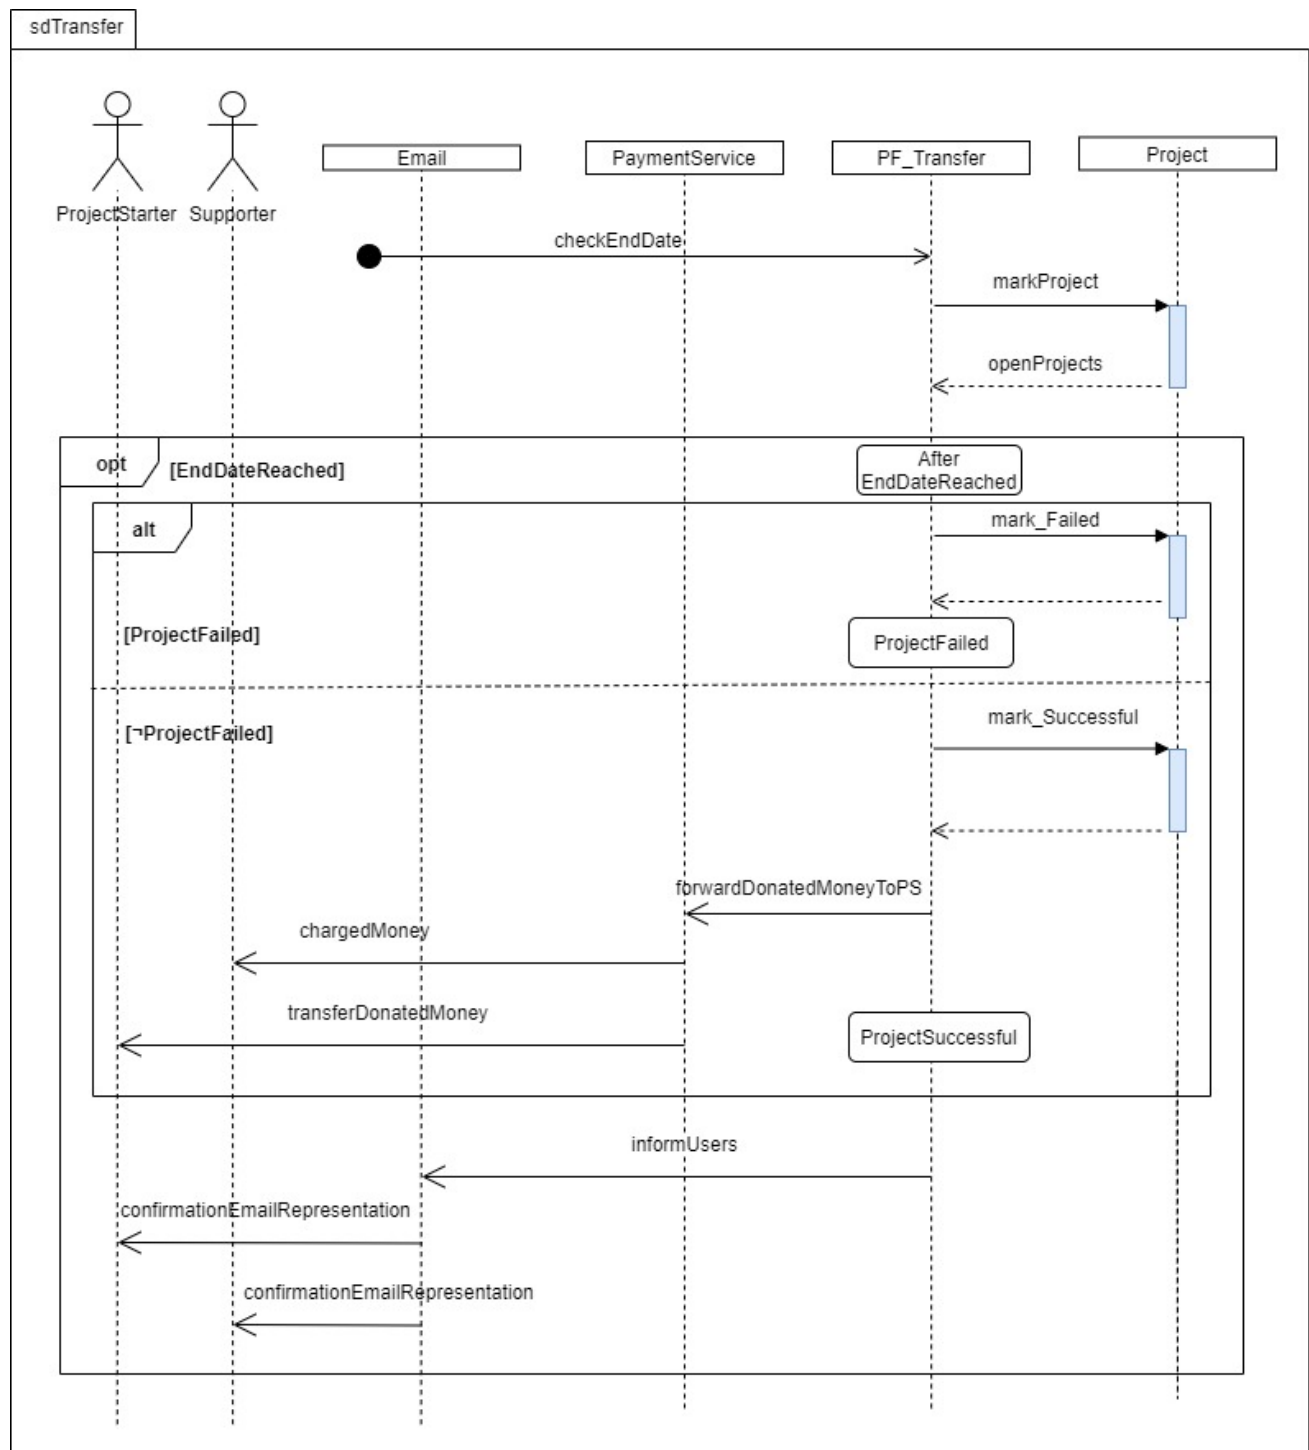 sdTransfer
ProjectStarter
Supporter
Email
PaymentService
PF_Transfer
Project
checkEndDate
markProject
openProjects
opt
[EndDateReached]
After
EndDateReached
alt
mark_Failed
[ProjectFailed]
ProjectFailed
[¬ProjectFailed]
mark_Successful
forwardDonatedMoneyToPS
chargedMoney
transferDonatedMoney
ProjectSuccessful
informUsers
confirmationEmailRepresentation
confirmationEmailRepresentation